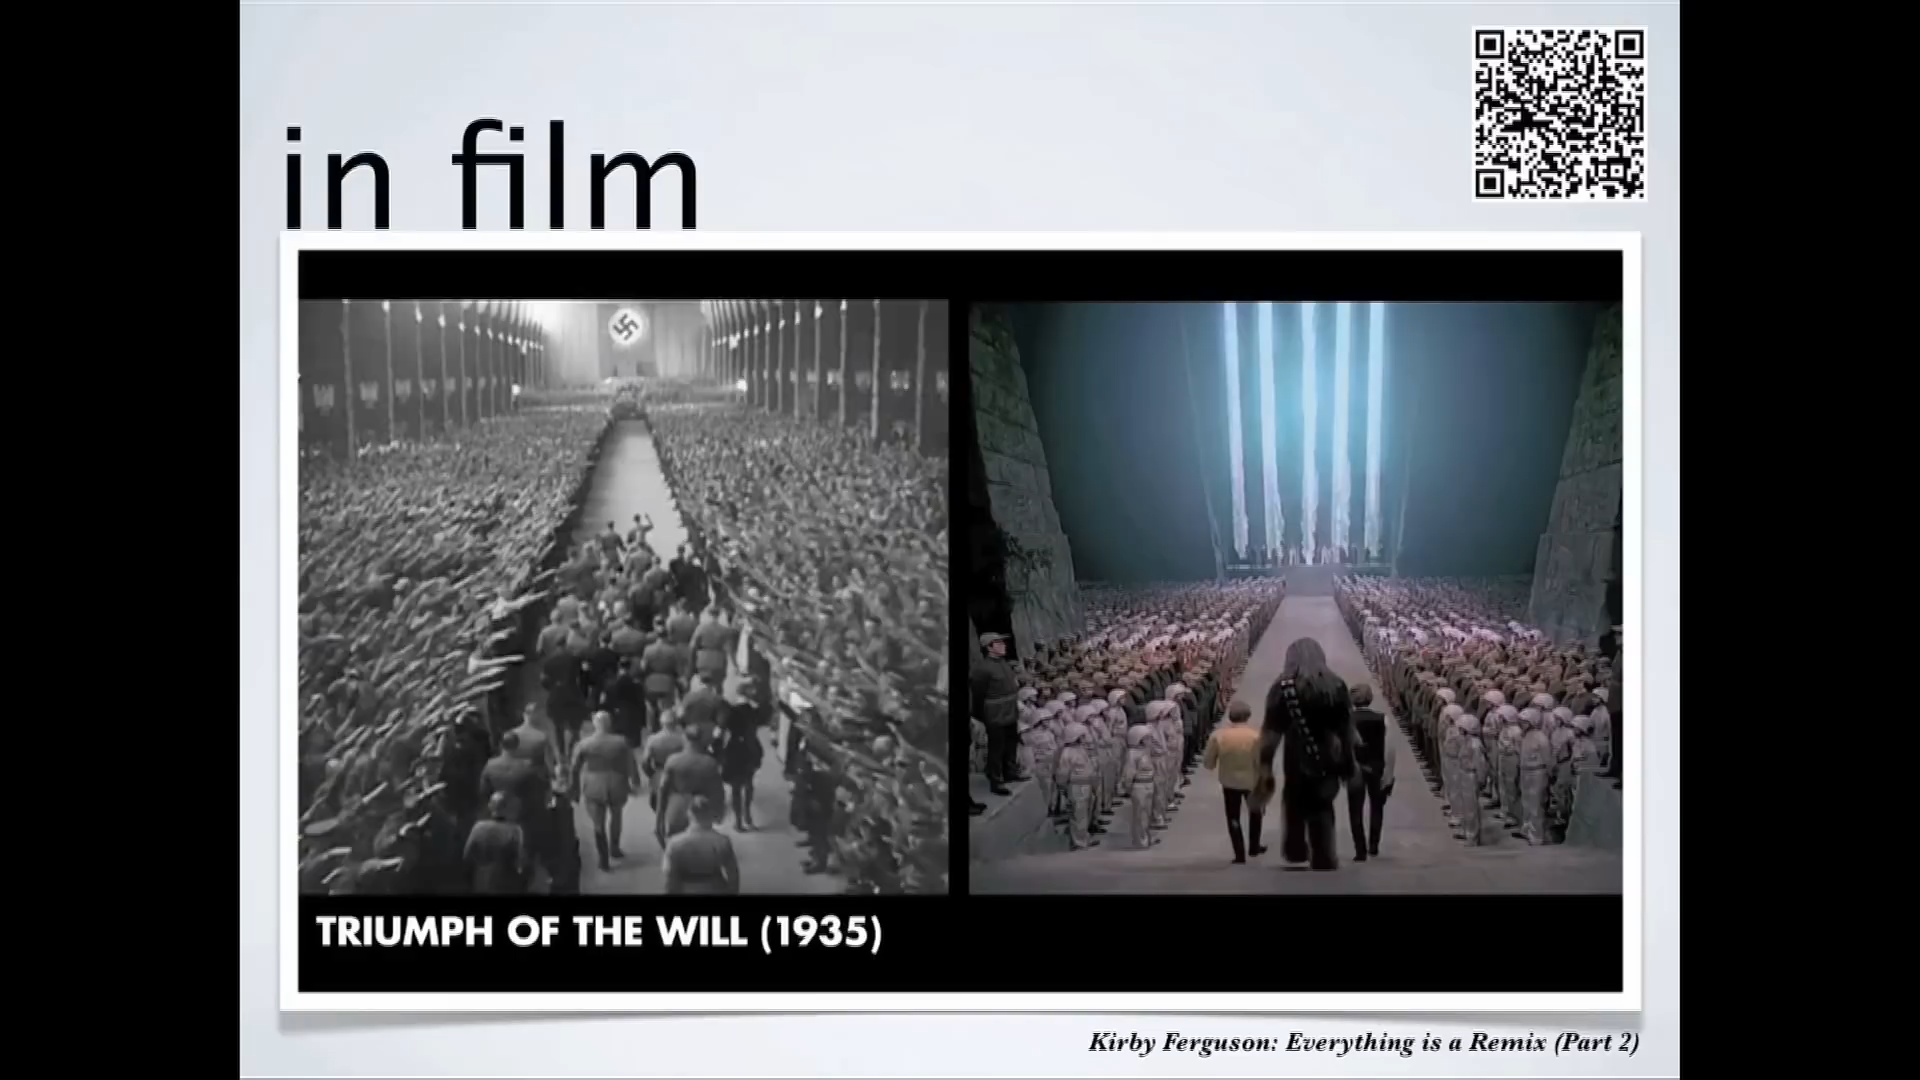 in film
TRIUMPH OF THE WILL (1935)
Kirby Ferguson: Everything is a Remix (Part 2)